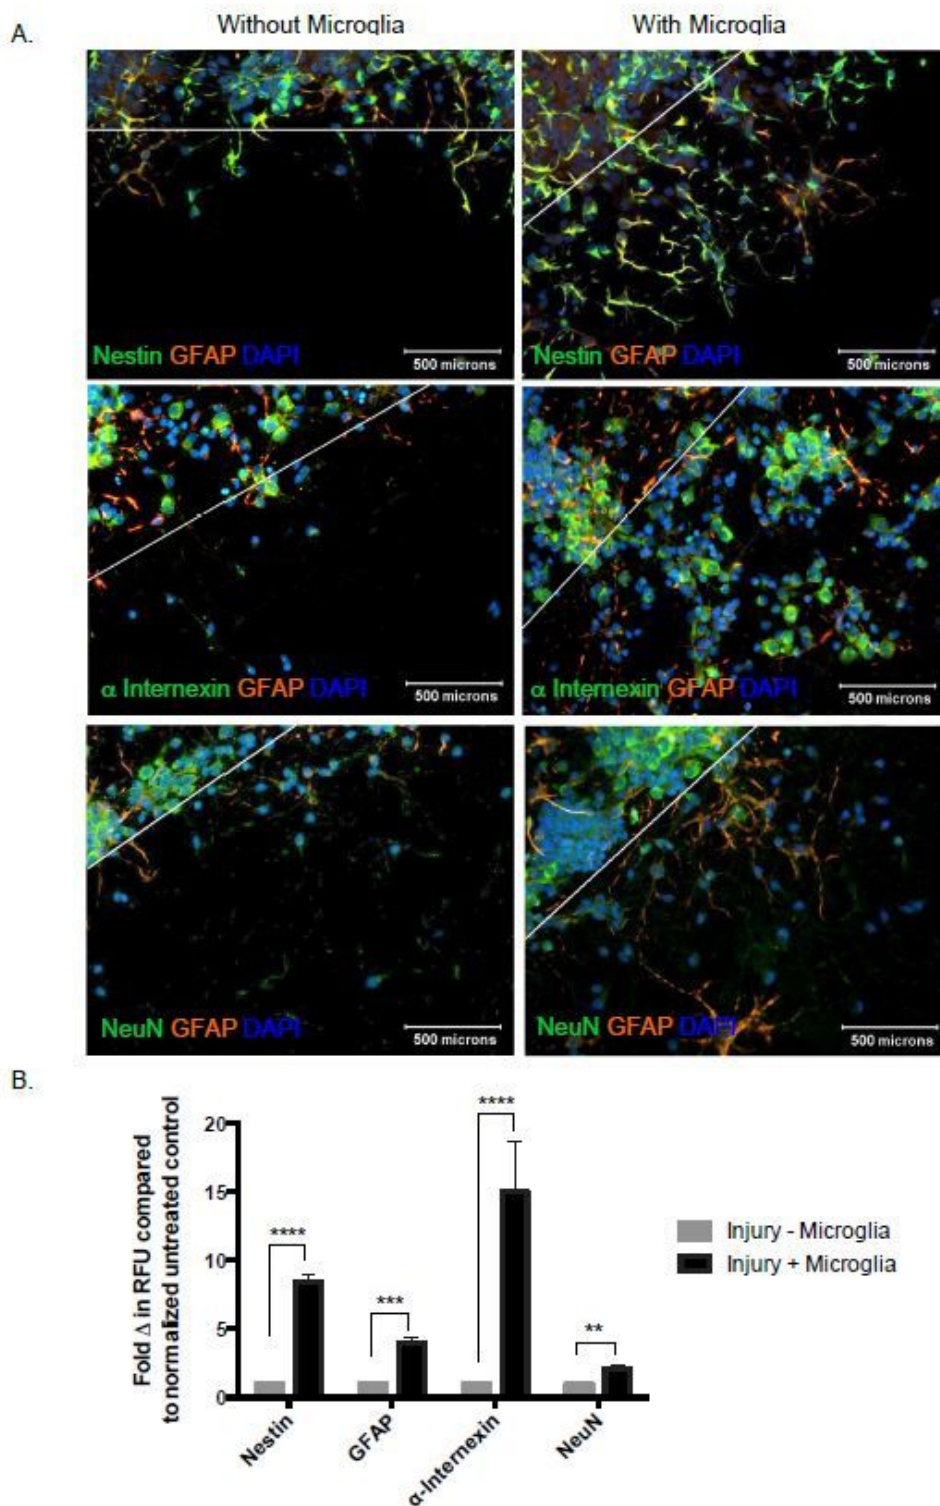 A.
Without Microglia
With Microglia
Nestin GFAP DAPI
500 microns
Nestin GFAP DAPI
500 microns
α Internexin GFAP DAPI
500 microns
α Internexin GFAP DAPI
500 microns
NeuN GFAP DAPI
500 microns
NeuN GFAP DAPI
500 microns
B.
Fold Δ in RFU compared
to normalized untreated control
20
15
10
5
0
****
***
****
**
Nestin
GFAP
α-Internexin
NeuN
Injury - Microglia
Injury + Microglia